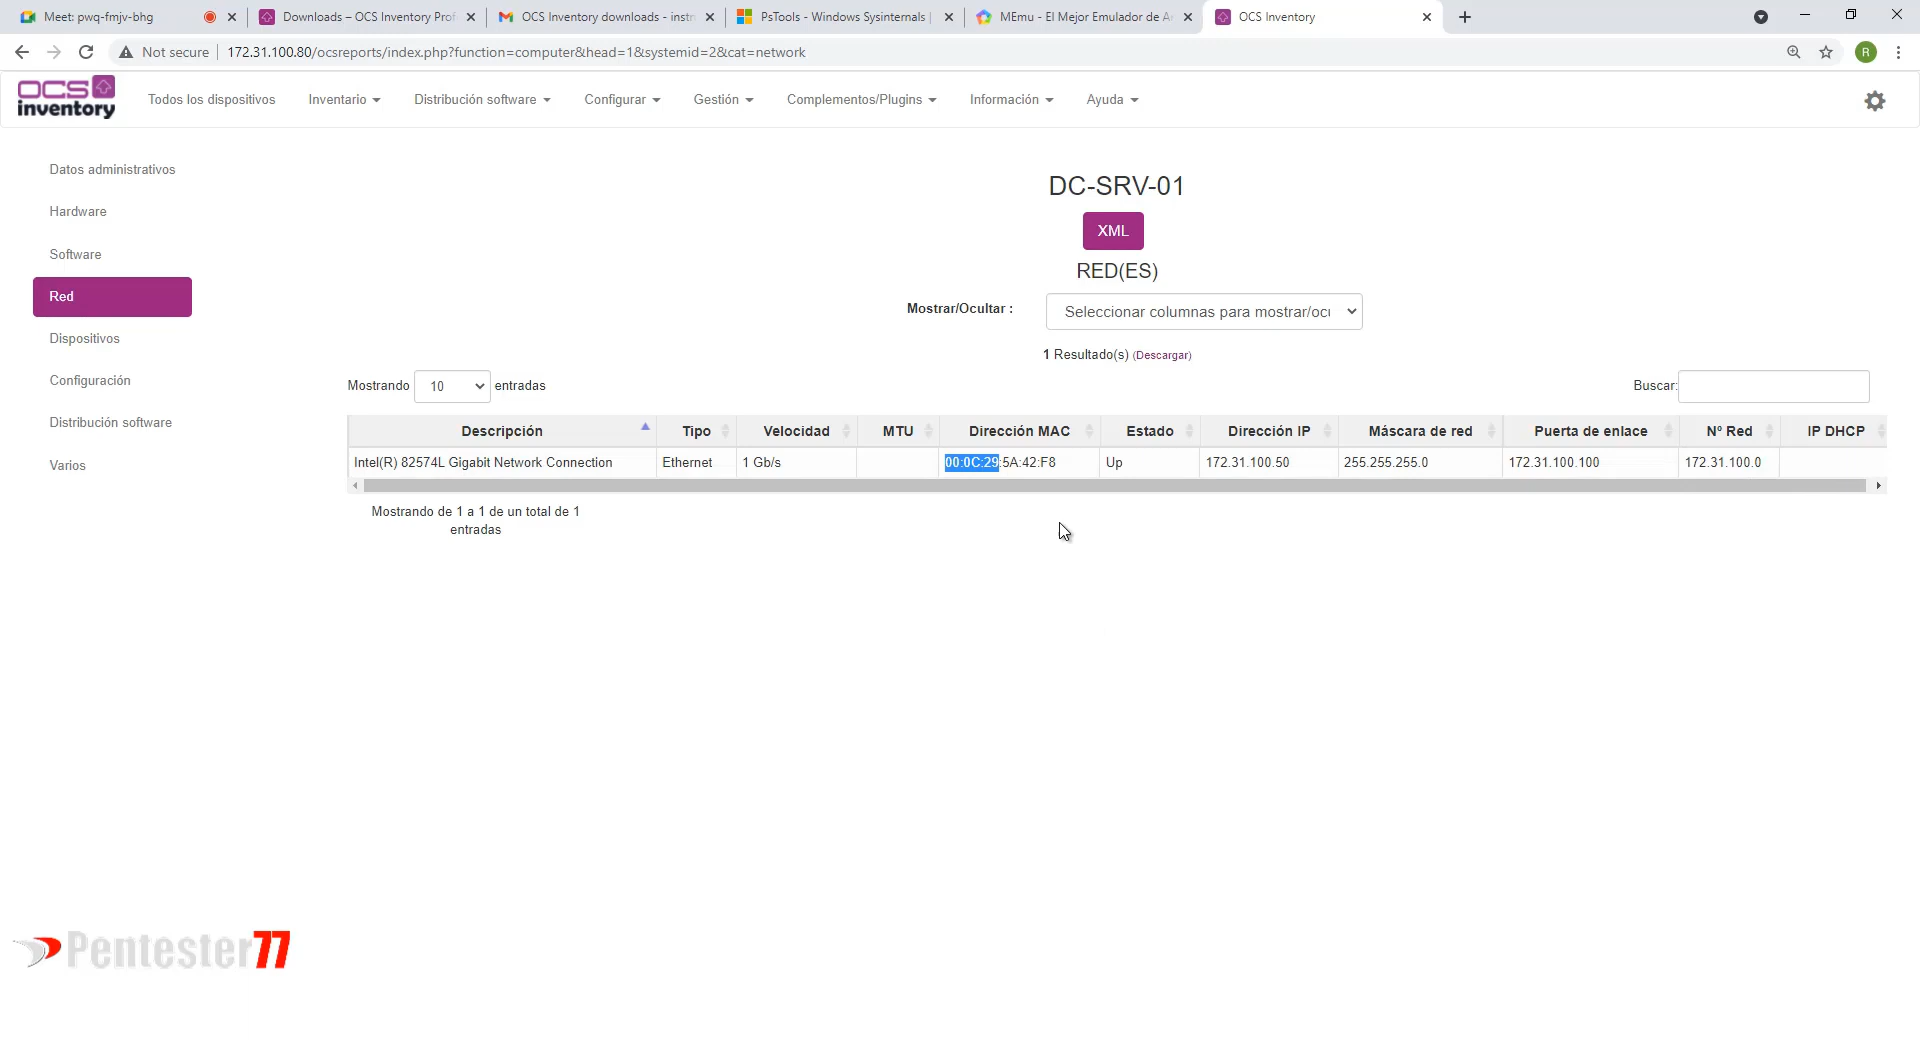 Meet: pwq-fmjv-bhg
Downloads – OCS Inventory Prof
OCS Inventory downloads - instr
PsTools - Windows Sysinternals |
MEmu - El Mejor Emulador de A
OCS Inventory
Not secure
172.31.100.80/ocsreports/index.php?function=computer&head=1&systemid=2&cat=network
R
OCS inventory
Todos los dispositivos
Inventario
Distribución software
Configurar
Gestión
Complementos/Plugins
Información
Ayuda
Datos administrativos
Hardware
Software
Red
Dispositivos
Configuración
Distribución software
Varios
DC-SRV-01
XML
RED(ES)
Mostrar/Ocultar :
Seleccionar columnas para mostrar/ocu
1 Resultado(s) (Descargar)
Mostrando 10 entradas
Buscar:
Descripción Tipo Velocidad MTU Dirección MAC Estado Dirección IP Máscara de red Puerta de enlace Nº Red IP DHCP
Intel(R) 82574L Gigabit Network Connection Ethernet 1 Gb/s 00:0C:29:5A:42:F8 Up 172.31.100.50 255.255.255.0 172.31.100.100 172.31.100.0
Mostrando de 1 a 1 de un total de 1
entradas
Pentester77